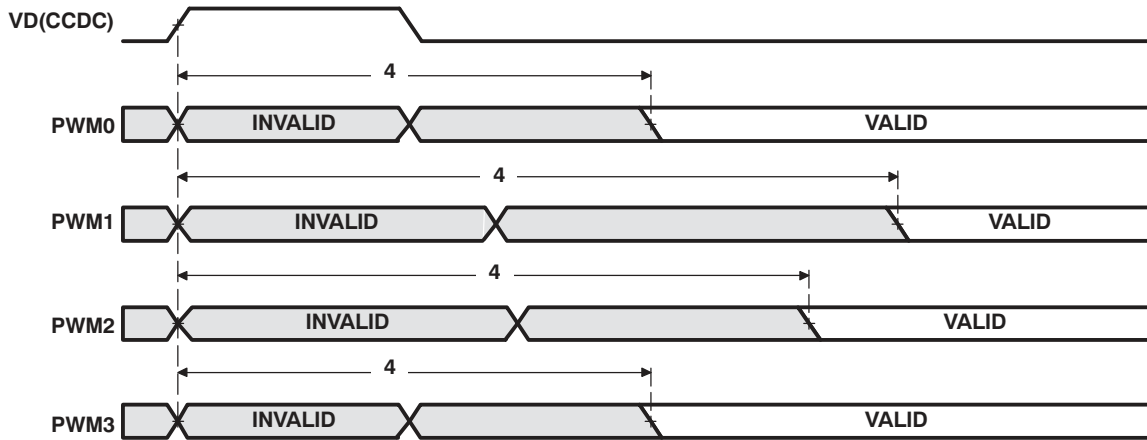 VD(CCDC)
4
PWM0 INVALID VALID
4
PWM1 INVALID VALID
4
PWM2 INVALID VALID
4
PWM3 INVALID VALID